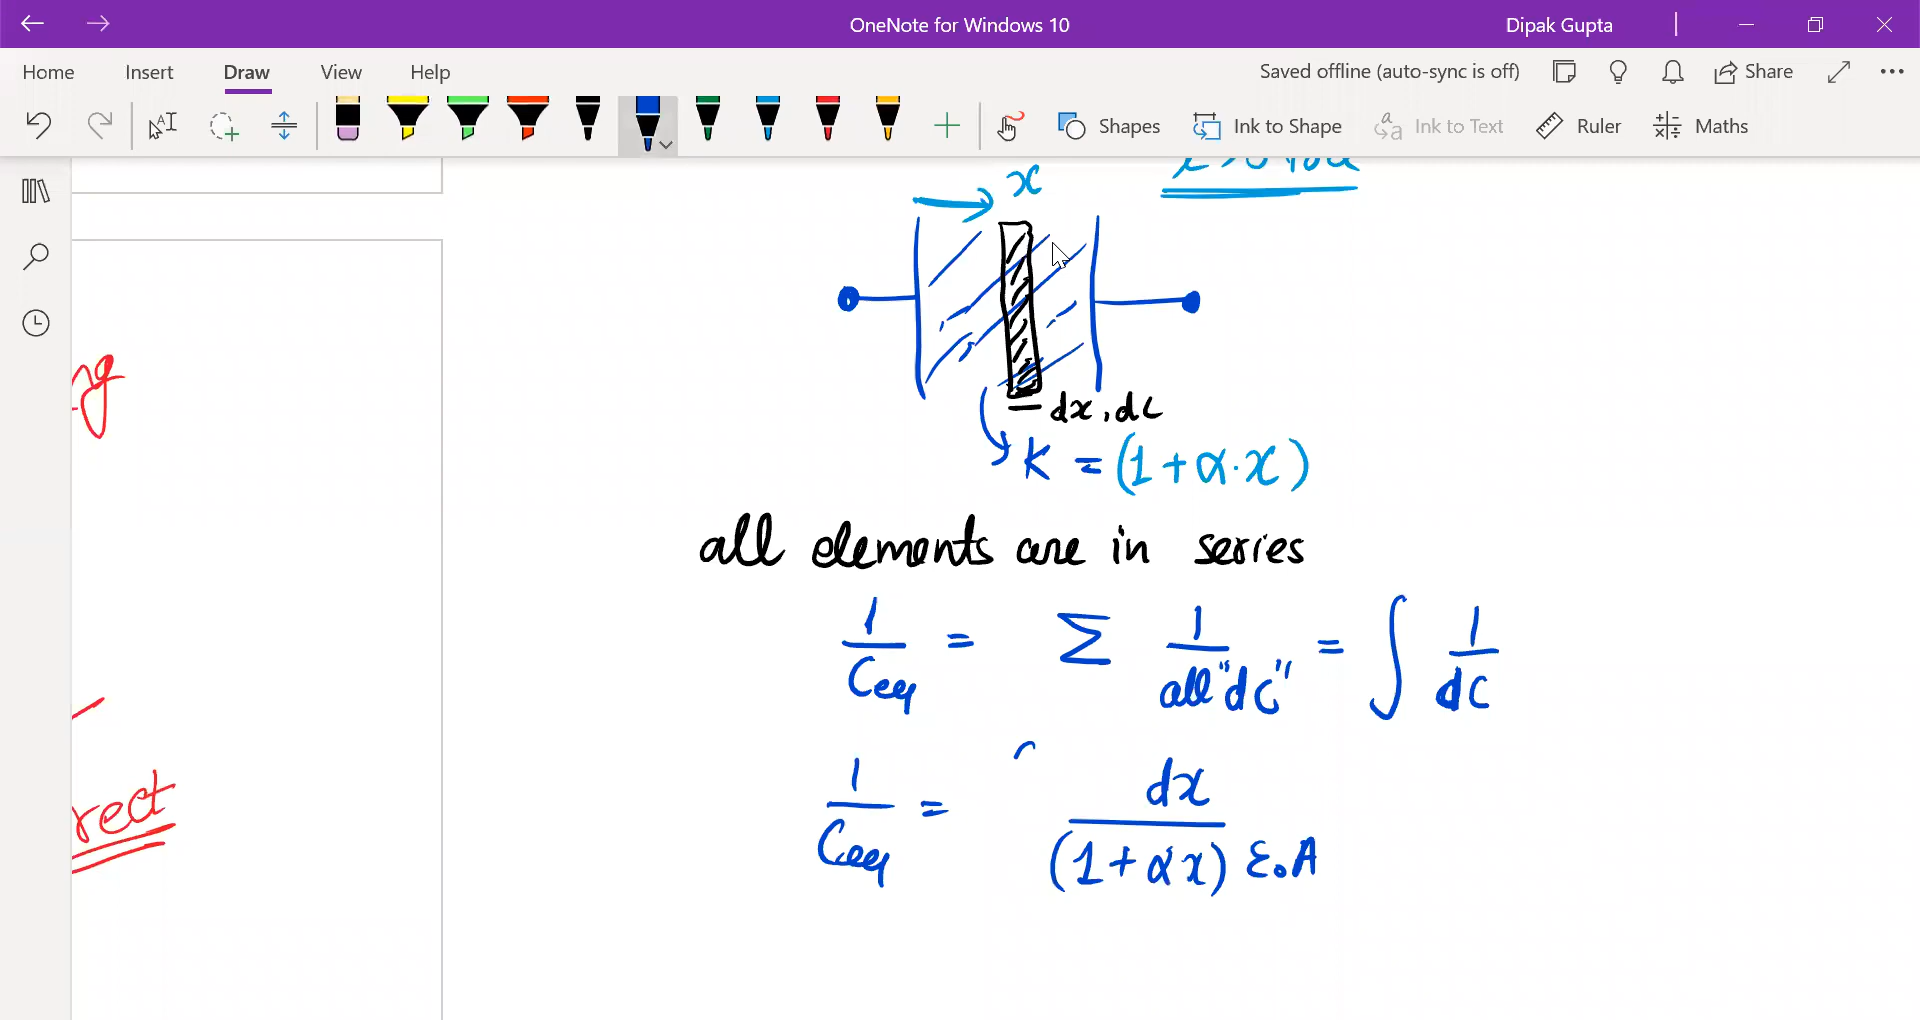 OneNote for Windows 10
Dipak Gupta
Home Insert Draw View Help
Saved offline (auto-sync is off)
Share
Shapes
Ink to Shape
Ink to Text
Ruler
Maths
x
dx, dC
K = (1 + α·x)
all elements are in series
1/Ceq = Σ 1/all "dC" = ∫ 1/dC
1/Ceq = dx/(1 + αx) ε₀A
rect